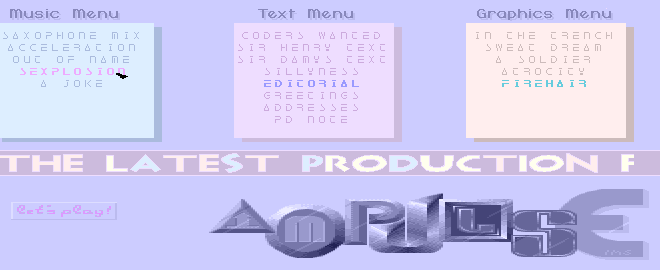 Music Menu
SAXOPHONE MIX
ACCELERACION
OUT OF NAME
SEXPLOSION
A JOKE
Text Menu
CODERS WANTED
SIR HENRY TEXT
SIR DAMYS TEXT
SILLYNESS
EDITORIAL
GREETINGS
ADDRESSES
PD NOTE
Graphics Menu
IN THE TRENCH
SWEAT DREAM
A SOLDIER
ATROCITY
FIREHAIR
THE LATEST PRODUCTION F
Let's play!